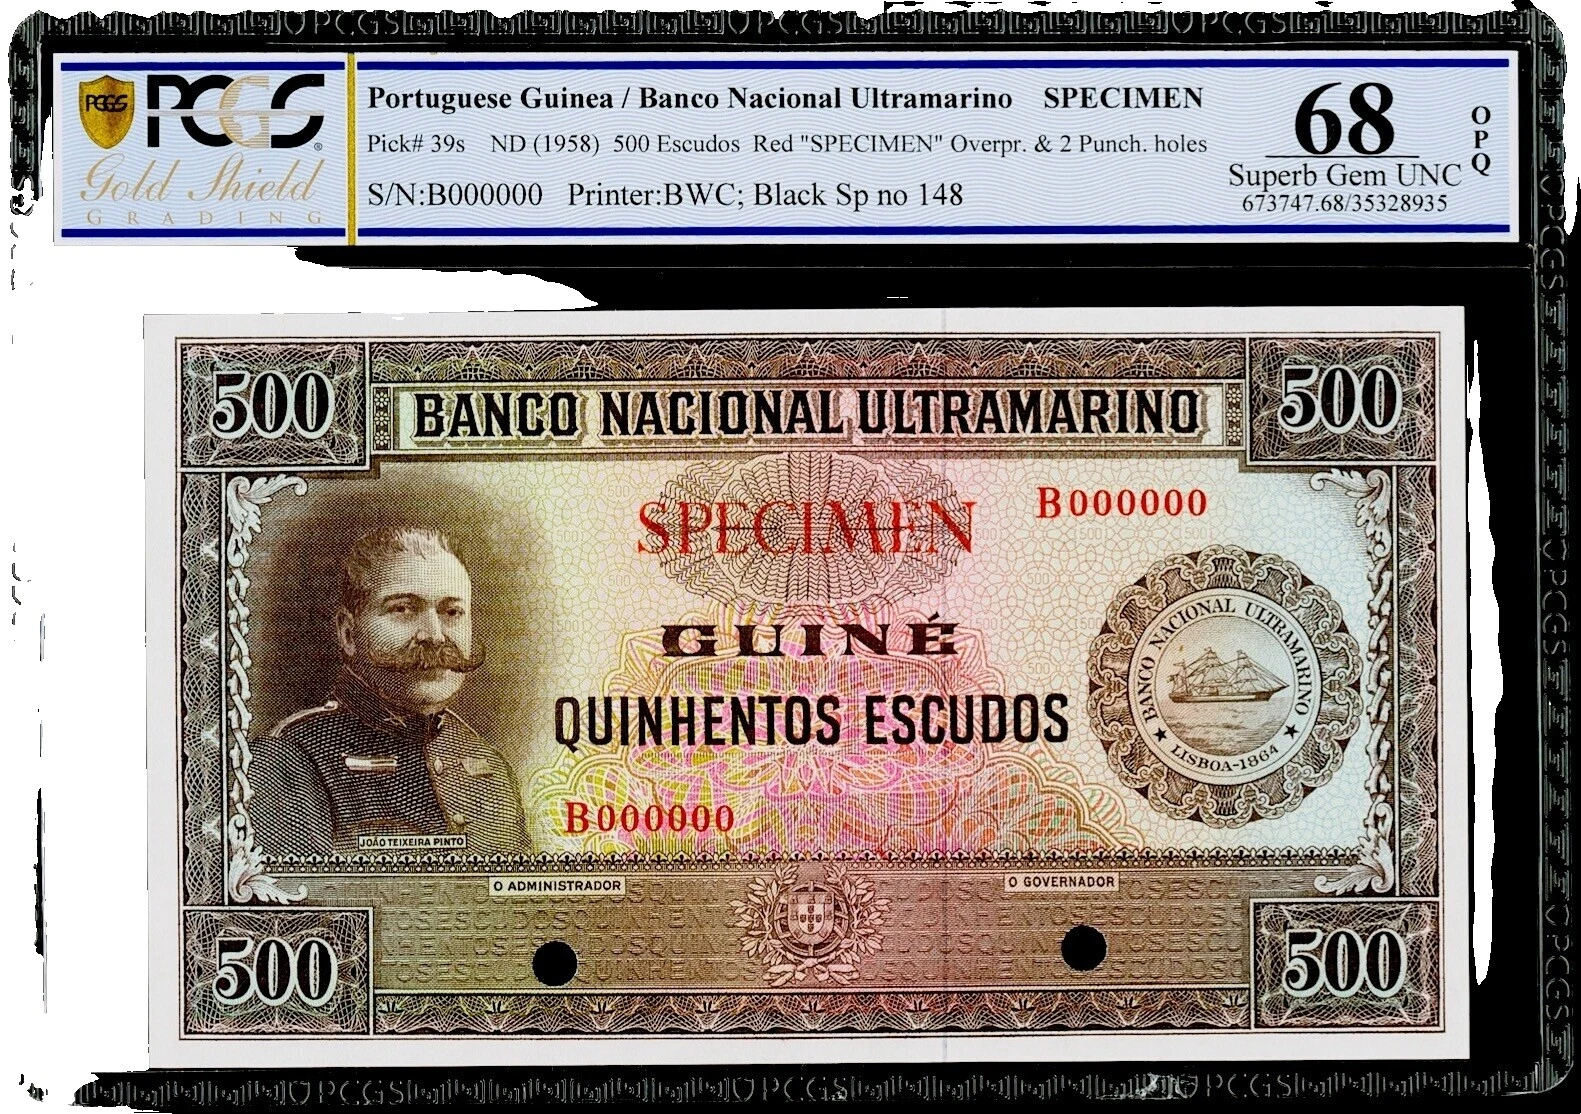 PCGS
PCGS
Gold Shield
GRADING
Portuguese Guinea / Banco Nacional Ultramarino SPECIMEN
Pick# 39s ND (1958) 500 Escudos Red "SPECIMEN" Overpr. & 2 Punch. holes
S/N:B000000 Printer:BWC; Black Sp no 148
68
Superb Gem UNC
673747.68/35328935
OPQ
500
BANCO NACIONAL ULTRAMARINO
500
SPECIMEN
B000000
GUINÉ
QUINHENTOS ESCUDOS
BANCO NACIONAL ULTRAMARINO
★ LISBOA-1864 ★
B000000
JOÃO TEIXEIRA PINTO
O ADMINISTRADOR
O GOVERNADOR
500
500